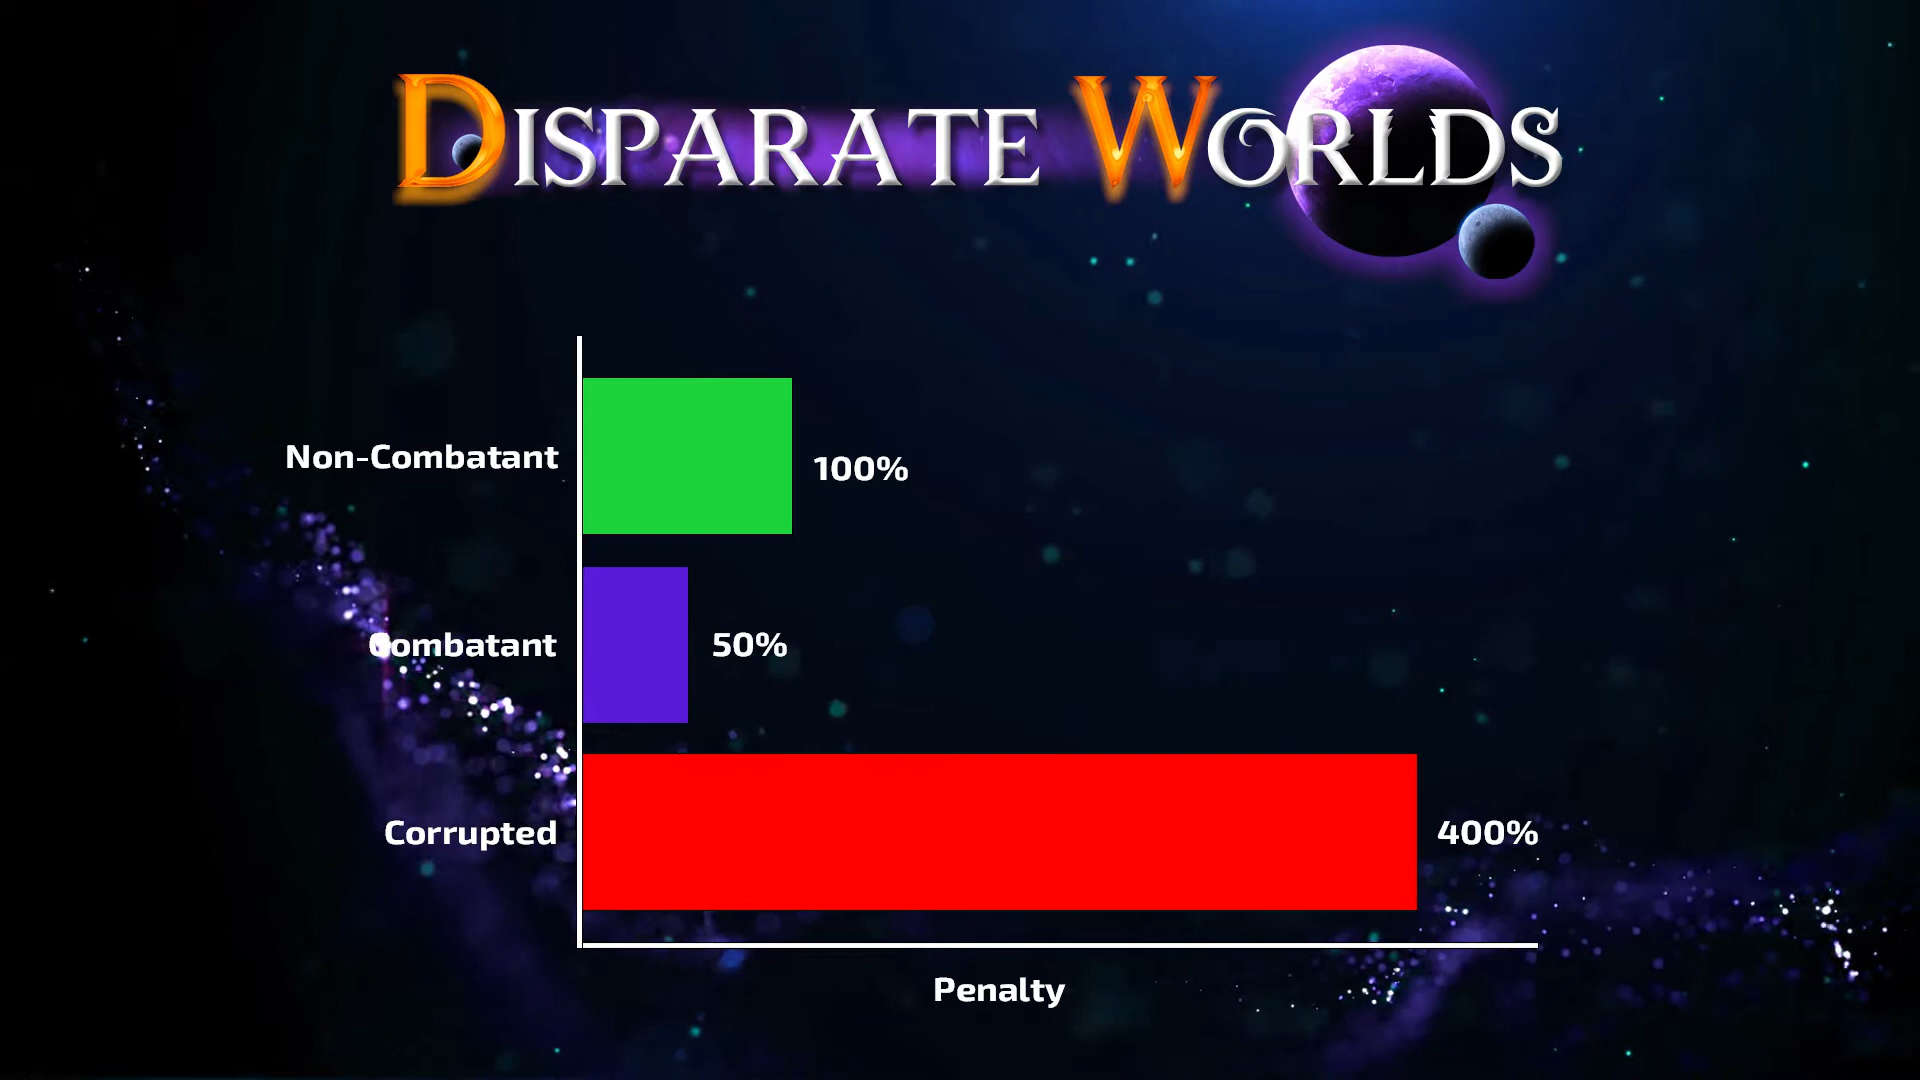 DISPARATE WORLDS
Non-Combatant
100%
Combatant
50%
Corrupted
400%
Penalty